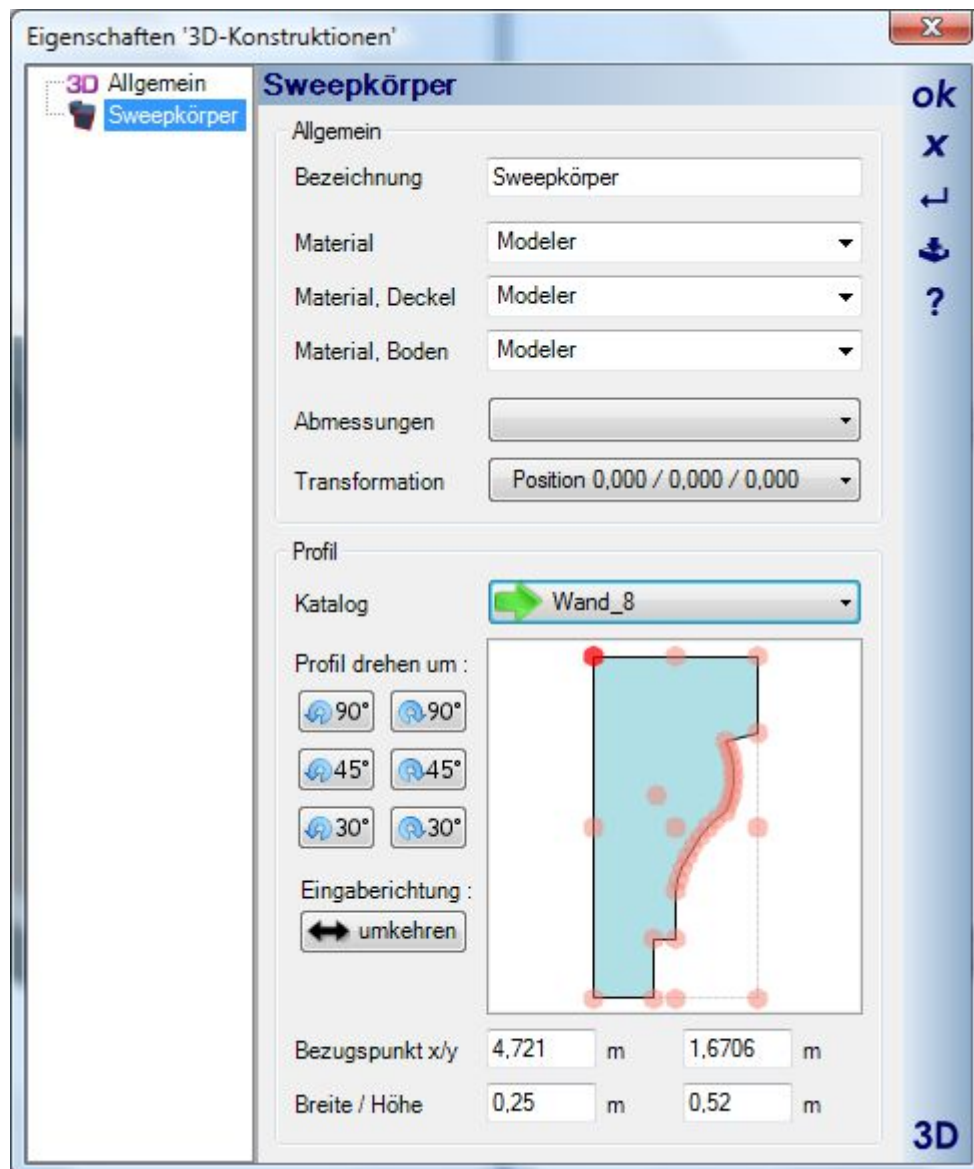 Eigenschaften '3D-Konstruktionen'
3D Allgemein
Sweepkörper
Sweepkörper
ok
x
?
Allgemein
Bezeichnung Sweepkörper
Material Modeler
Material, Deckel Modeler
Material, Boden Modeler
Abmessungen
Transformation Position 0,000 / 0,000 / 0,000
Profil
Katalog Wand_8
Profil drehen um :
90° 90°
45° 45°
30° 30°
Eingaberichtung :
umkehren
Bezugspunkt x/y 4,721 m 1,6706 m
Breite / Höhe 0,25 m 0,52 m
3D